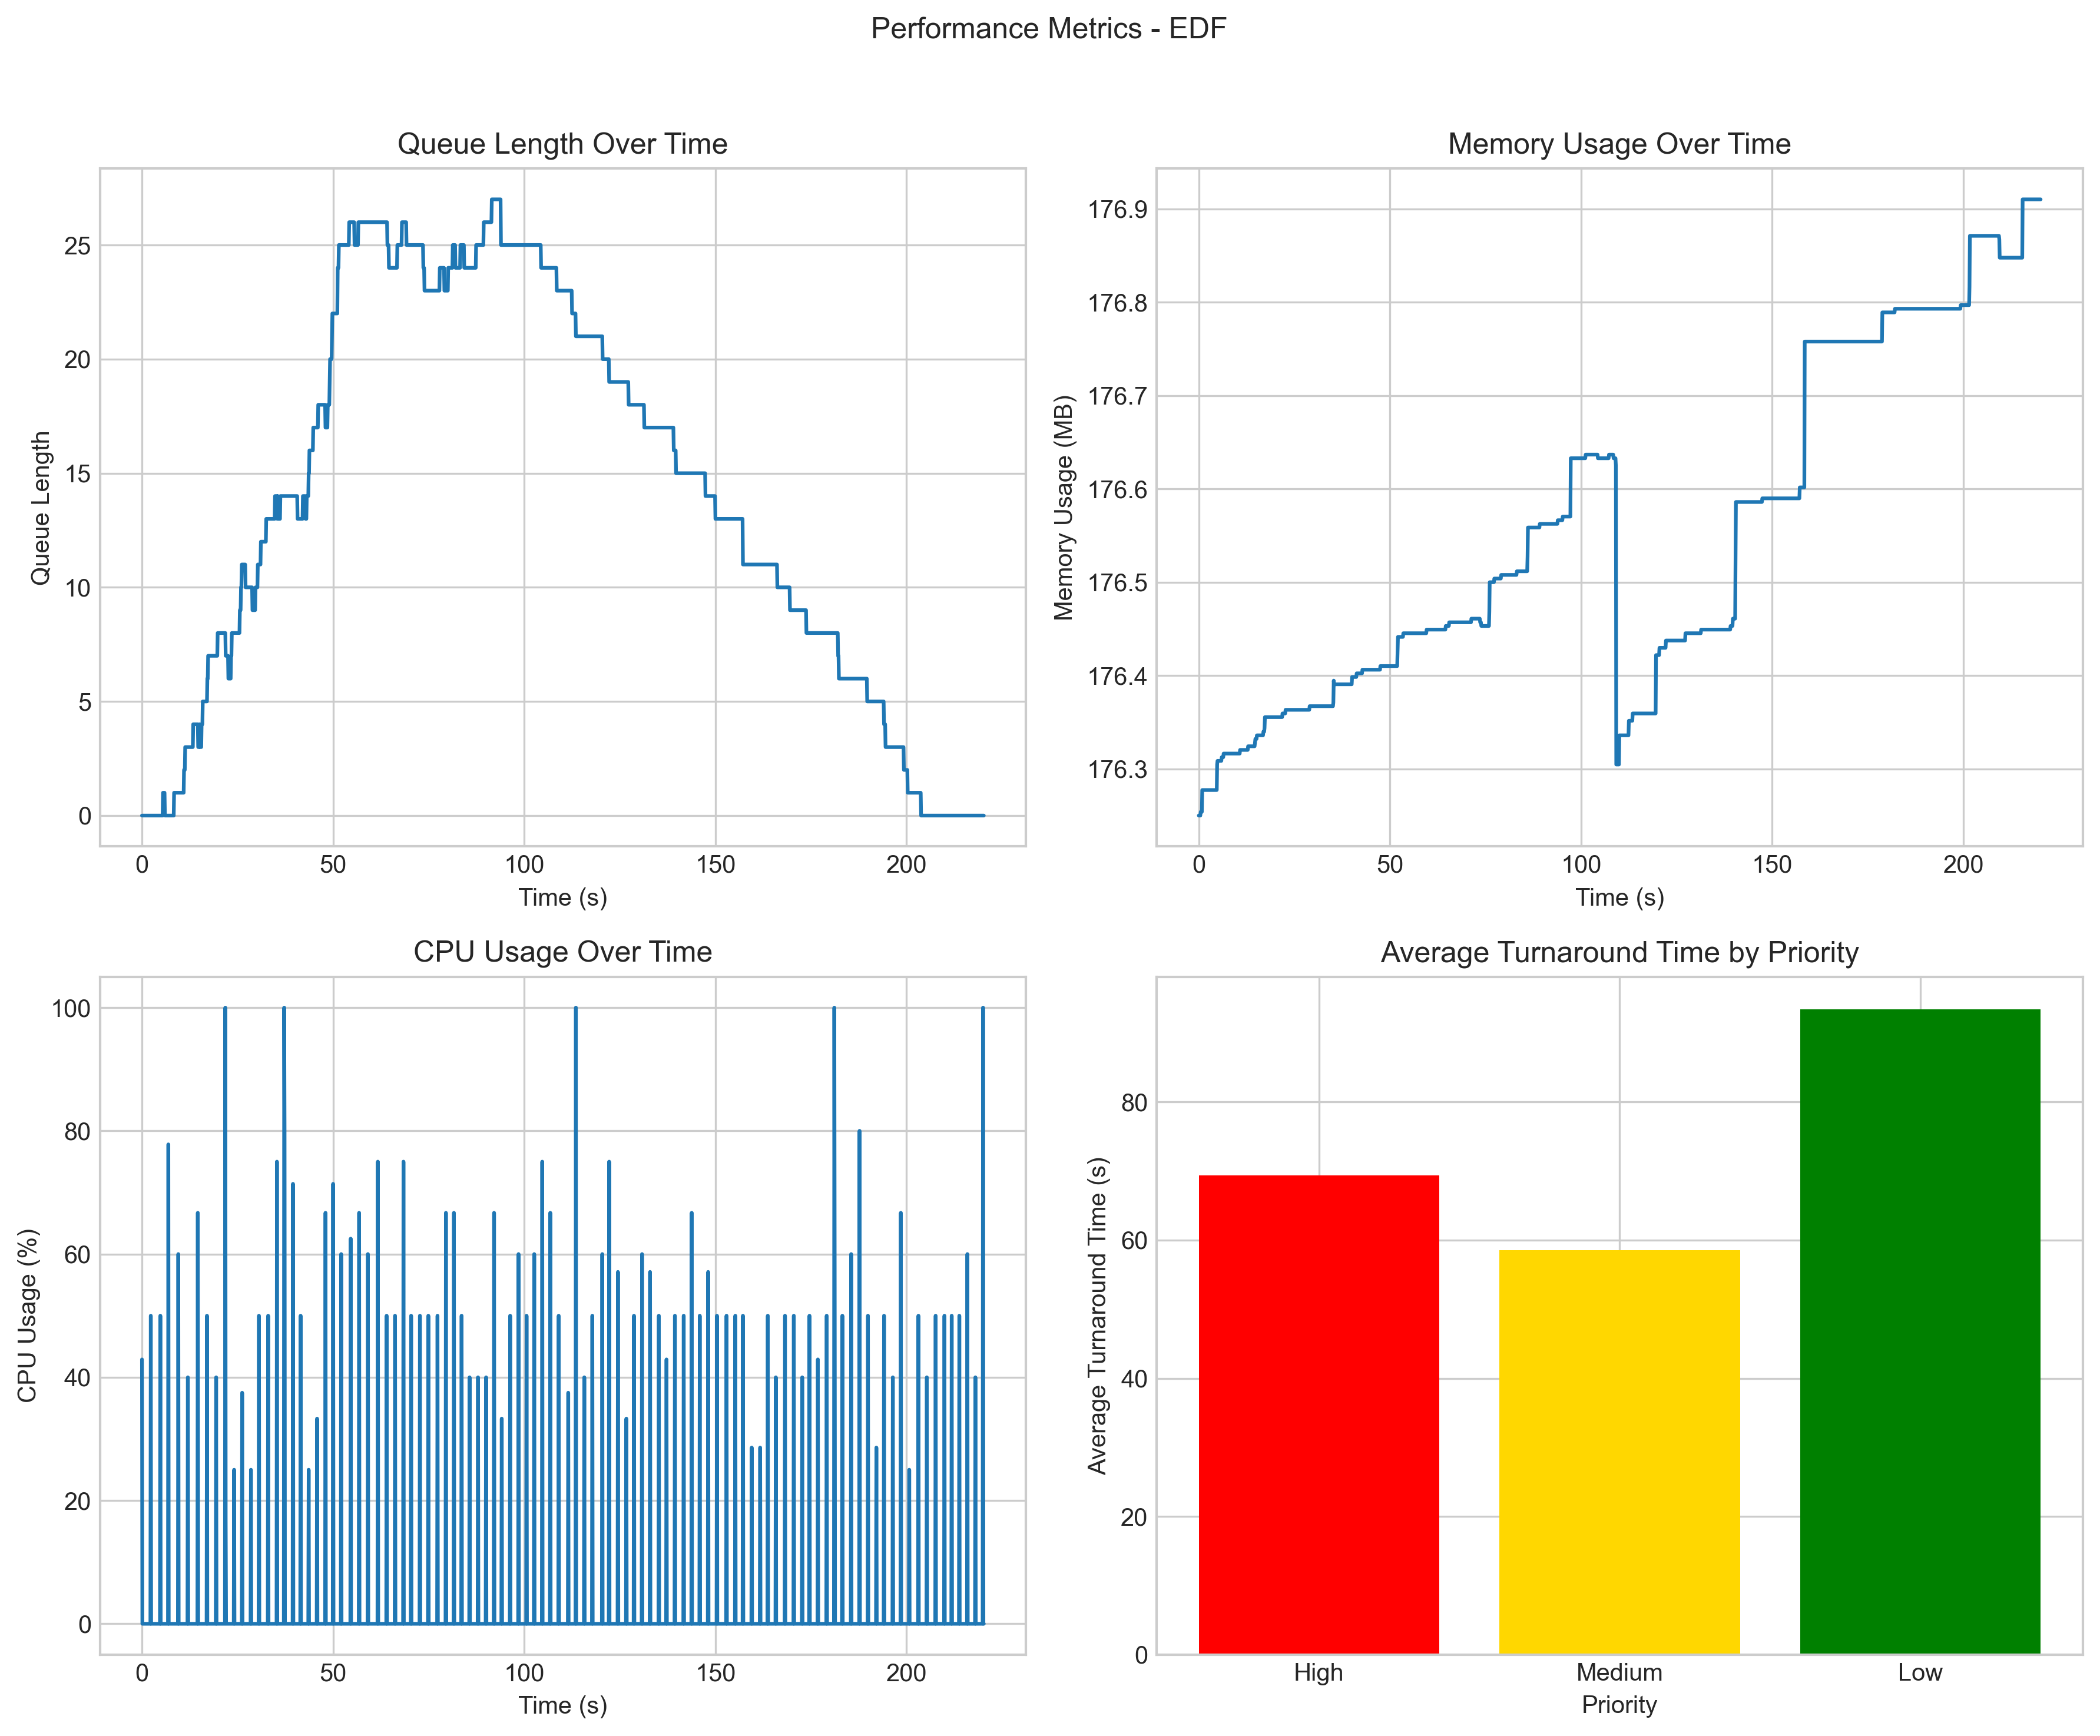 Performance Metrics - EDF
Queue Length Over Time
Queue Length
25
20
15
10
5
0
0 50 100 150 200
Time (s)
Memory Usage Over Time
Memory Usage (MB)
176.9
176.8
176.7
176.6
176.5
176.4
176.3
0 50 100 150 200
Time (s)
CPU Usage Over Time
CPU Usage (%)
100
80
60
40
20
0
0 50 100 150 200
Time (s)
Average Turnaround Time by Priority
Average Turnaround Time (s)
80
60
40
20
0
High Medium Low
Priority